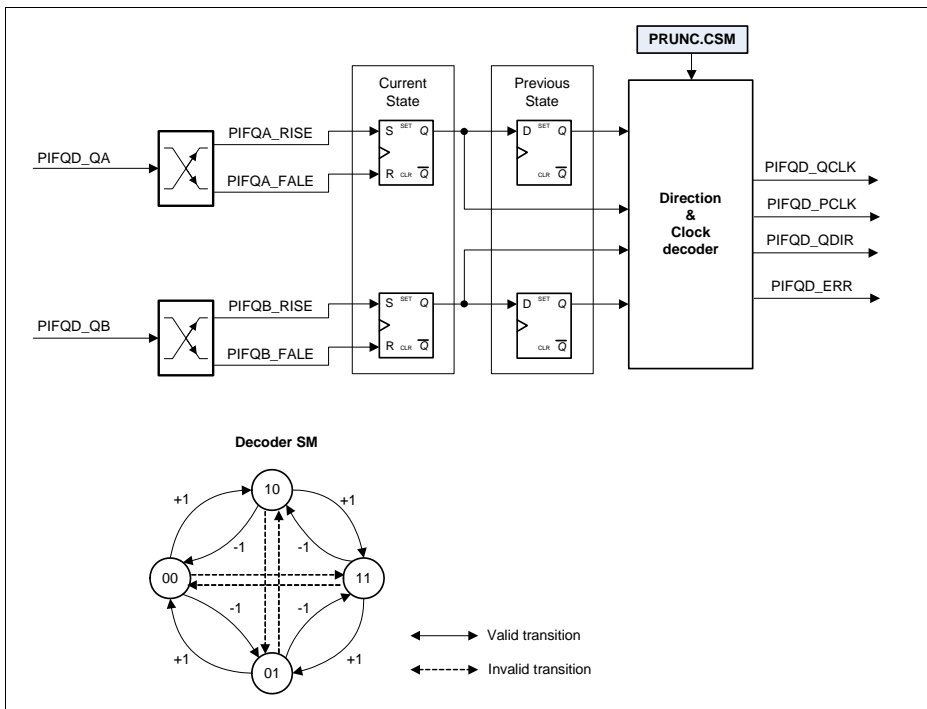 PRUNC.CSM
Current
State
Previous
State
PIFQD_QA
PIFQA_RISE
PIFQA_FALE
S SET Q
R CLR Q
D SET Q
CLR Q
PIFQD_QB
PIFQB_RISE
PIFQB_FALE
S SET Q
R CLR Q
D SET Q
CLR Q
Direction
&
Clock
decoder
PIFQD_QCLK
PIFQD_PCLK
PIFQD_QDIR
PIFQD_ERR
Decoder SM
10
+1
+1
-1
-1
00
11
-1
-1
+1
+1
01
Valid transition
Invalid transition